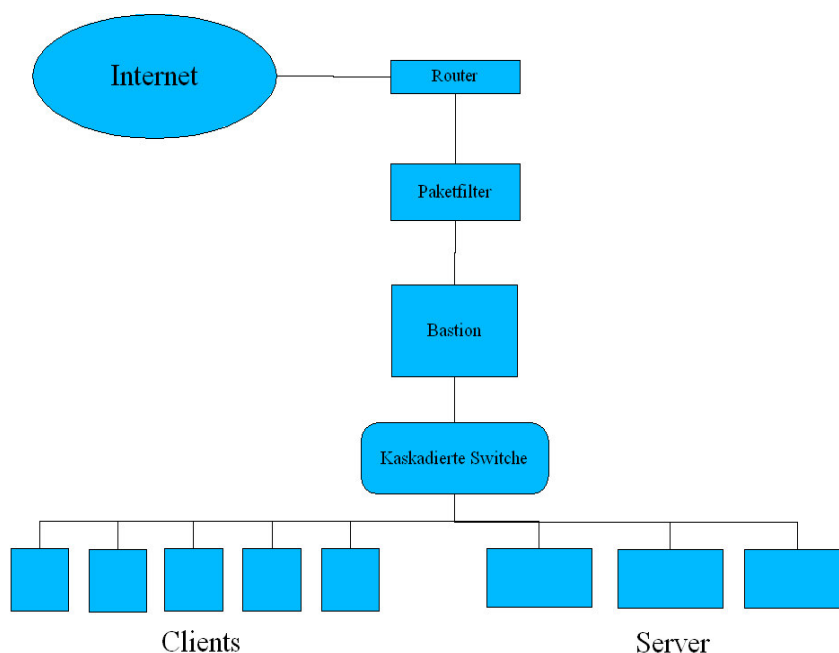 Internet
Router
Paketfilter
Bastion
Kaskadierte Switche
Clients
Server